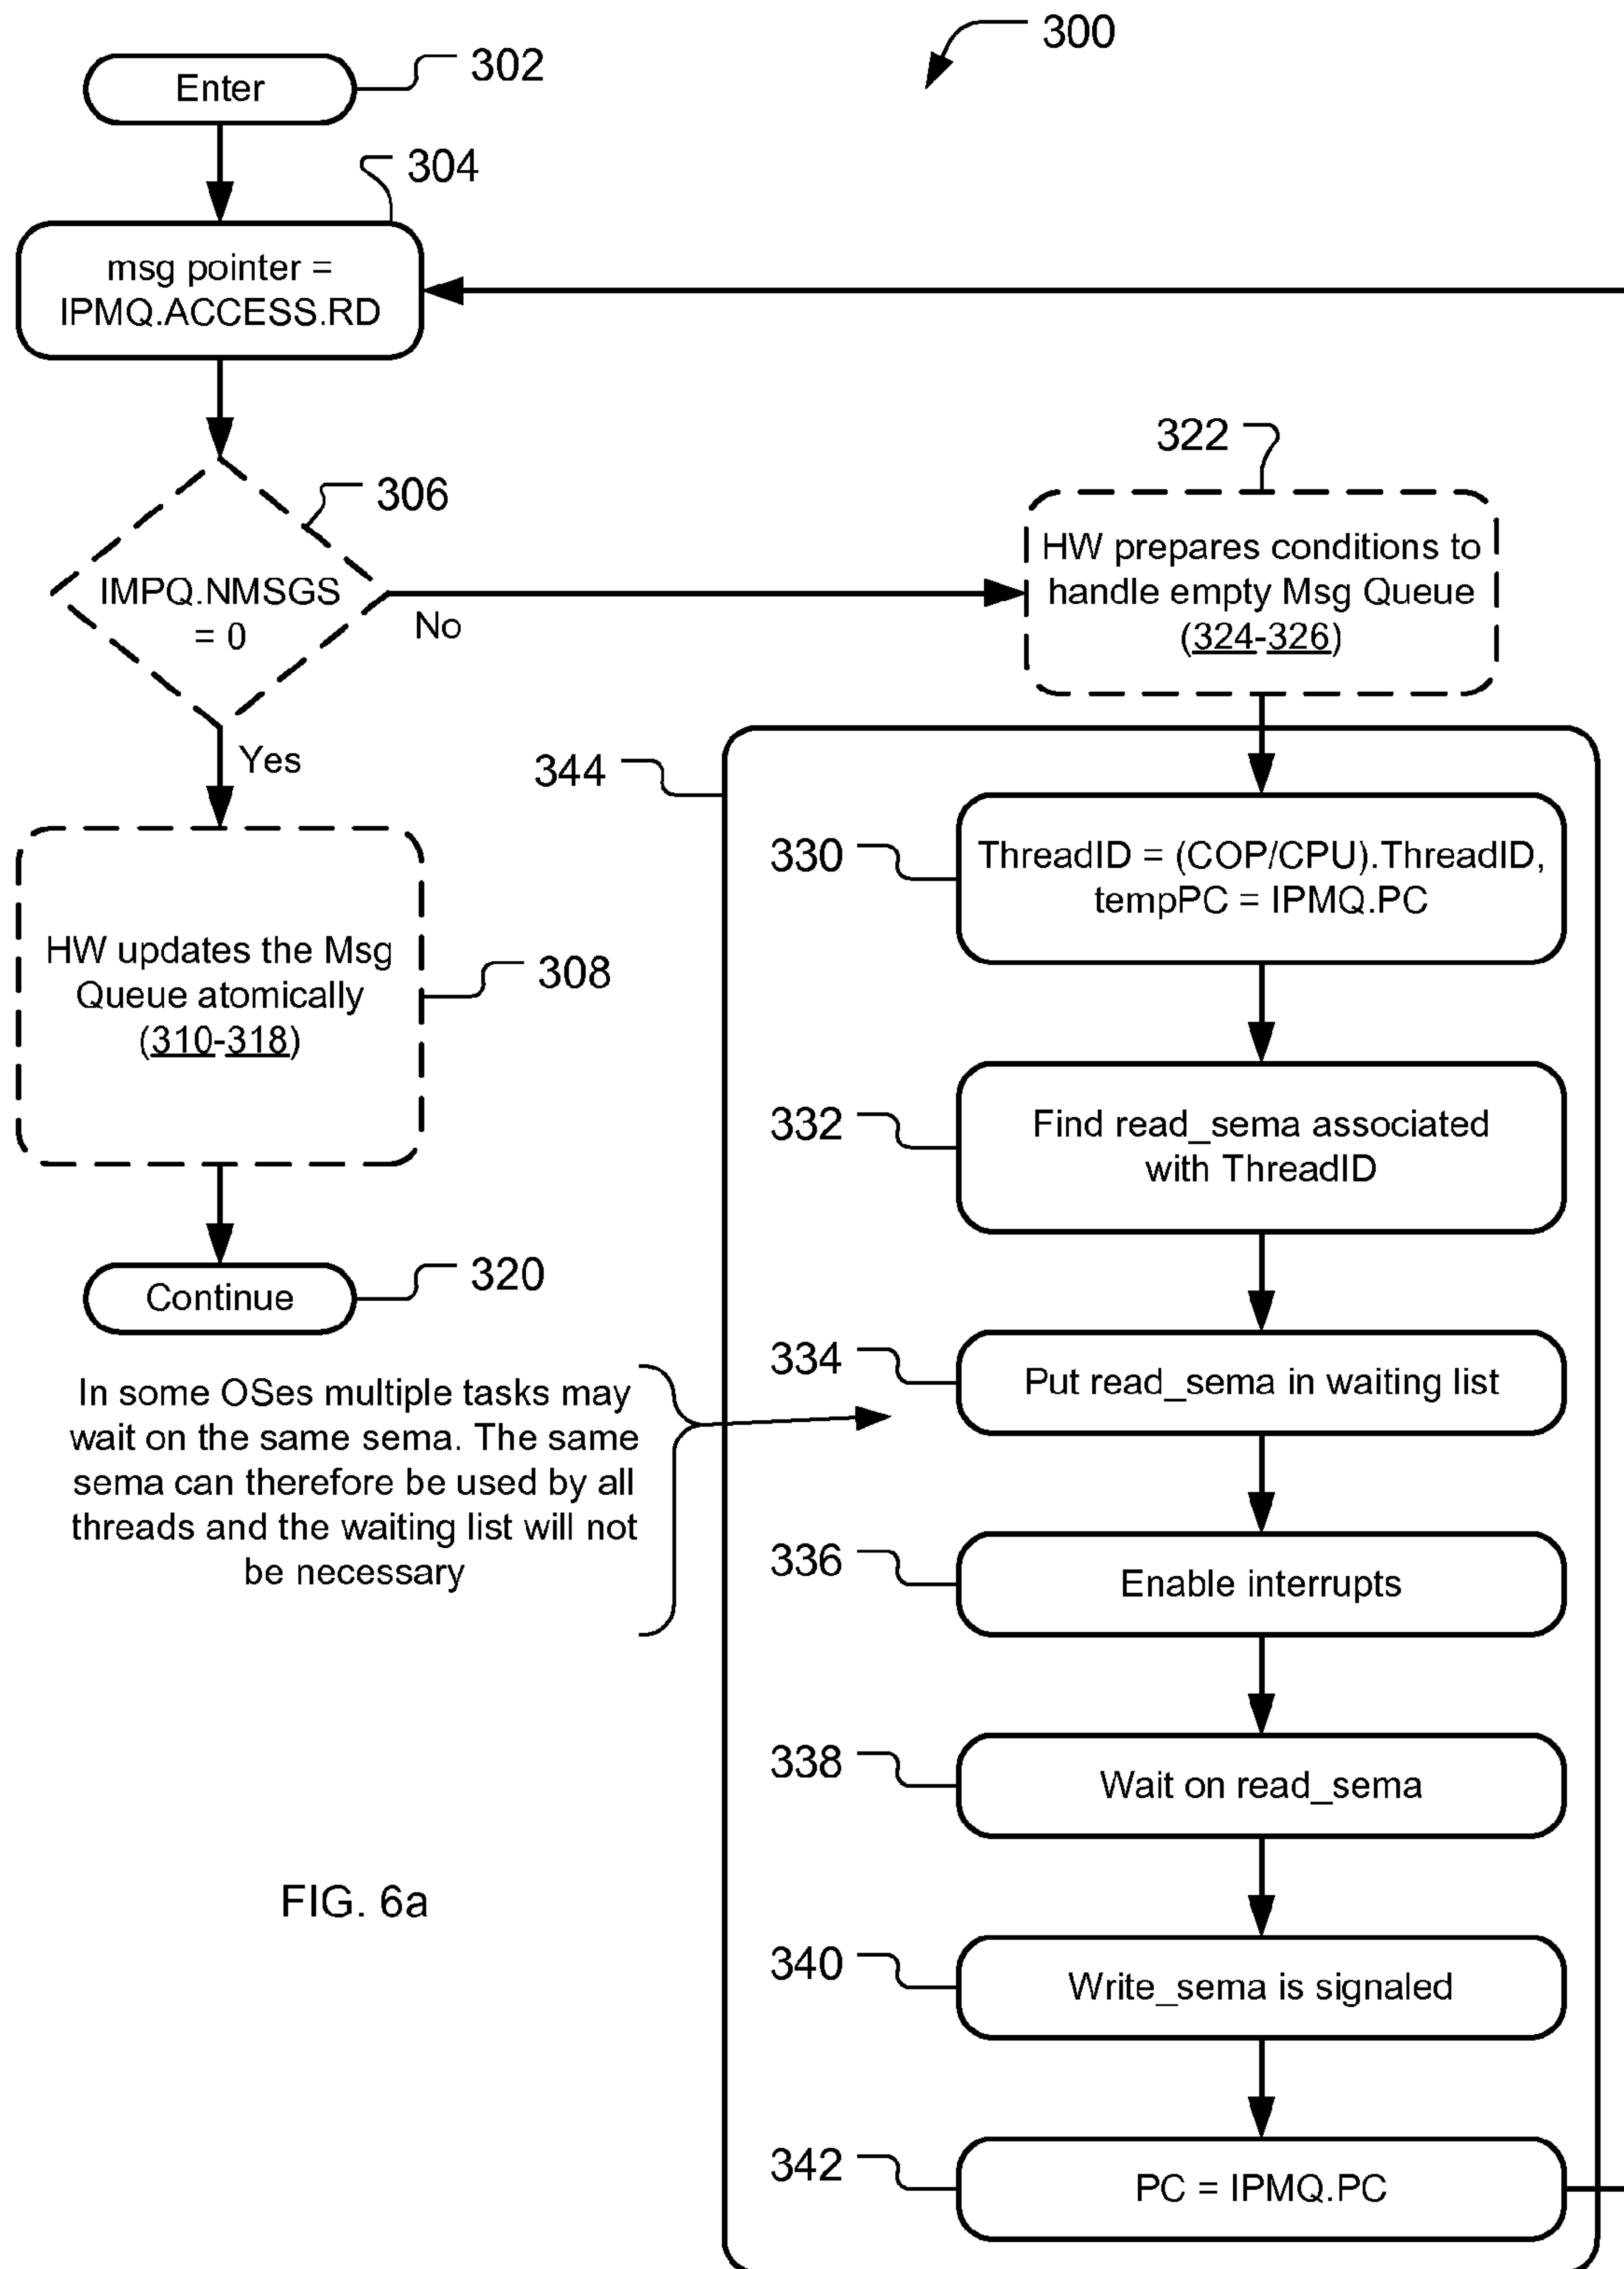 300
302
Enter
304
msg pointer =
IPMQ.ACCESS.RD
306
IMPQ.NMSGS
= 0
No
Yes
322
HW prepares conditions to
handle empty Msg Queue
(324-326)
344
308
HW updates the Msg
Queue atomically
(310-318)
320
Continue
In some OSes multiple tasks may
wait on the same sema. The same
sema can therefore be used by all
threads and the waiting list will not
be necessary
330
ThreadID = (COP/CPU).ThreadID,
tempPC = IPMQ.PC
332
Find read_sema associated
with ThreadID
334
Put read_sema in waiting list
336
Enable interrupts
338
Wait on read_sema
340
Write_sema is signaled
342
PC = IPMQ.PC
FIG. 6a